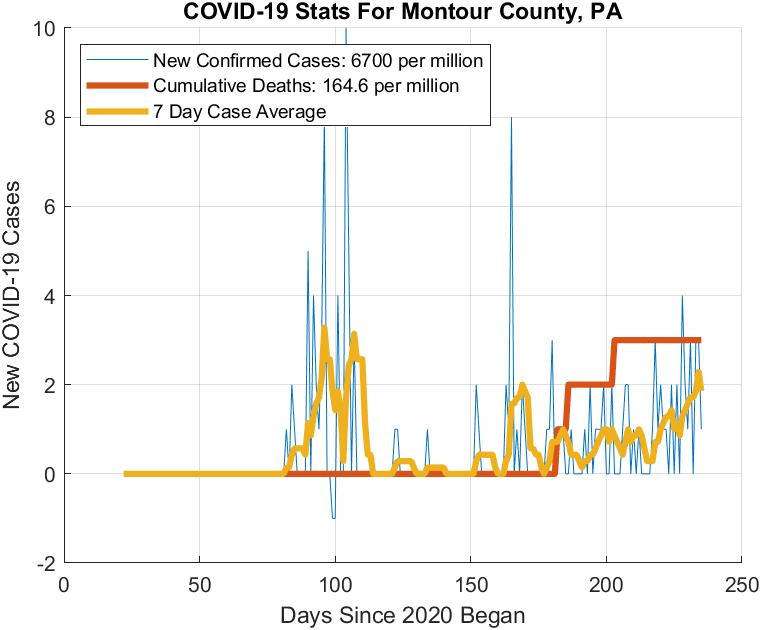 COVID-19 Stats For Montour County, PA
10
8
6
4
2
0
-2
New COVID-19 Cases
New Confirmed Cases: 6700 per million
Cumulative Deaths: 164.6 per million
7 Day Case Average
0 50 100 150 200 250
Days Since 2020 Began